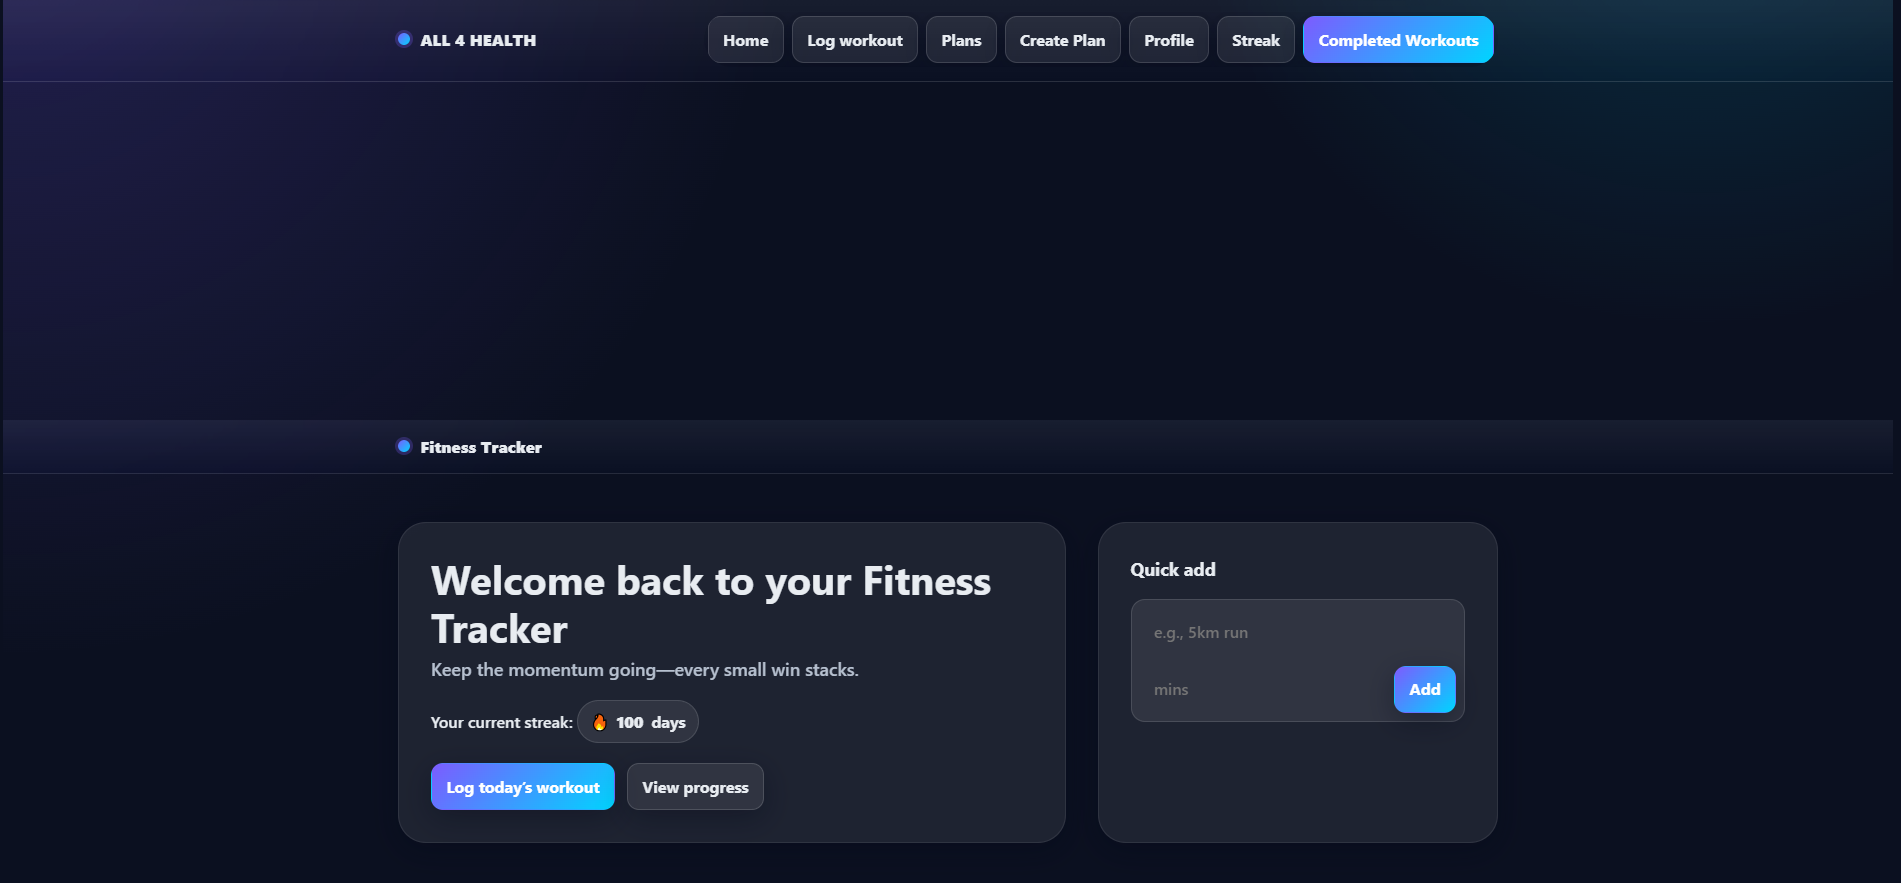 ALL 4 HEALTH
Home
Log workout
Plans
Create Plan
Profile
Streak
Completed Workouts
Fitness Tracker
Welcome back to your Fitness
Tracker
Keep the momentum going—every small win stacks.
Your current streak: 🔥 100 days
Log today’s workout
View progress
Quick add
e.g., 5km run
mins
Add